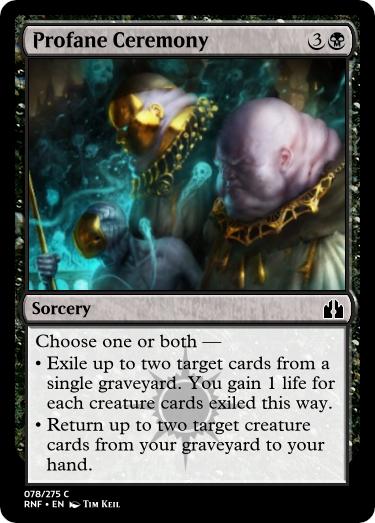 Profane Ceremony 3
Sorcery
Choose one or both —
• Exile up to two target cards from a
single graveyard. You gain 1 life for
each creature cards exiled this way.
• Return up to two target creature
cards from your graveyard to your
hand.
078/275 C
RNF • EN Tim Keil